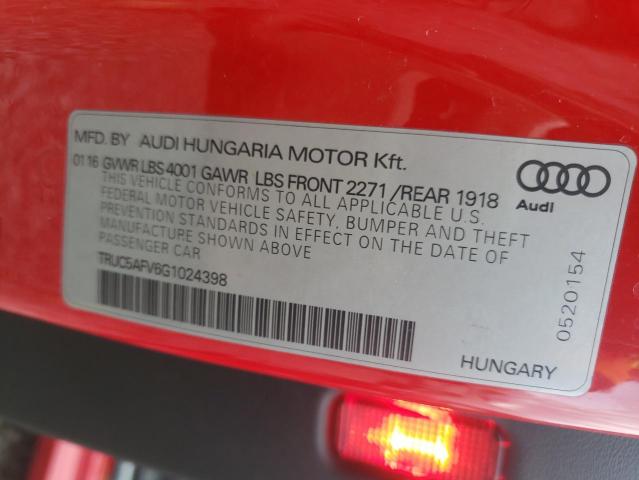 MFD. BY AUDI HUNGARIA MOTOR Kft.
01 16 GVWR LBS 4001 GAWR LBS FRONT 2271 /REAR 1918
THIS VEHICLE CONFORMS TO ALL APPLICABLE U.S.
FEDERAL MOTOR VEHICLE SAFETY, BUMPER AND THEFT
PREVENTION STANDARDS IN EFFECT ON THE DATE OF
MANUFACTURE SHOWN ABOVE
PASSENGER CAR
TRUC5AFV6G1024398
Audi
0520154
HUNGARY